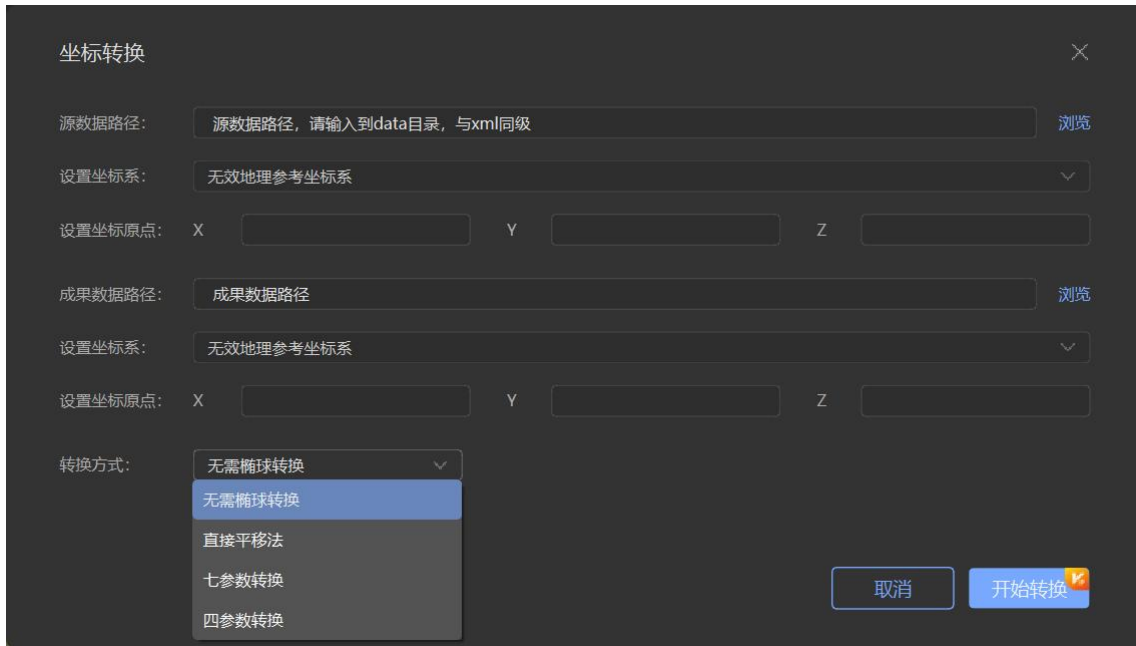 坐标转换
源数据路径： 源数据路径，请输入到data目录，与xml同级 浏览
设置坐标系： 无效地理参考坐标系
设置坐标原点： X Y Z
成果数据路径： 成果数据路径 浏览
设置坐标系： 无效地理参考坐标系
设置坐标原点： X Y Z
转换方式： 无需椭球转换
无需椭球转换
直接平移法
七参数转换
四参数转换
取消 开始转换 V